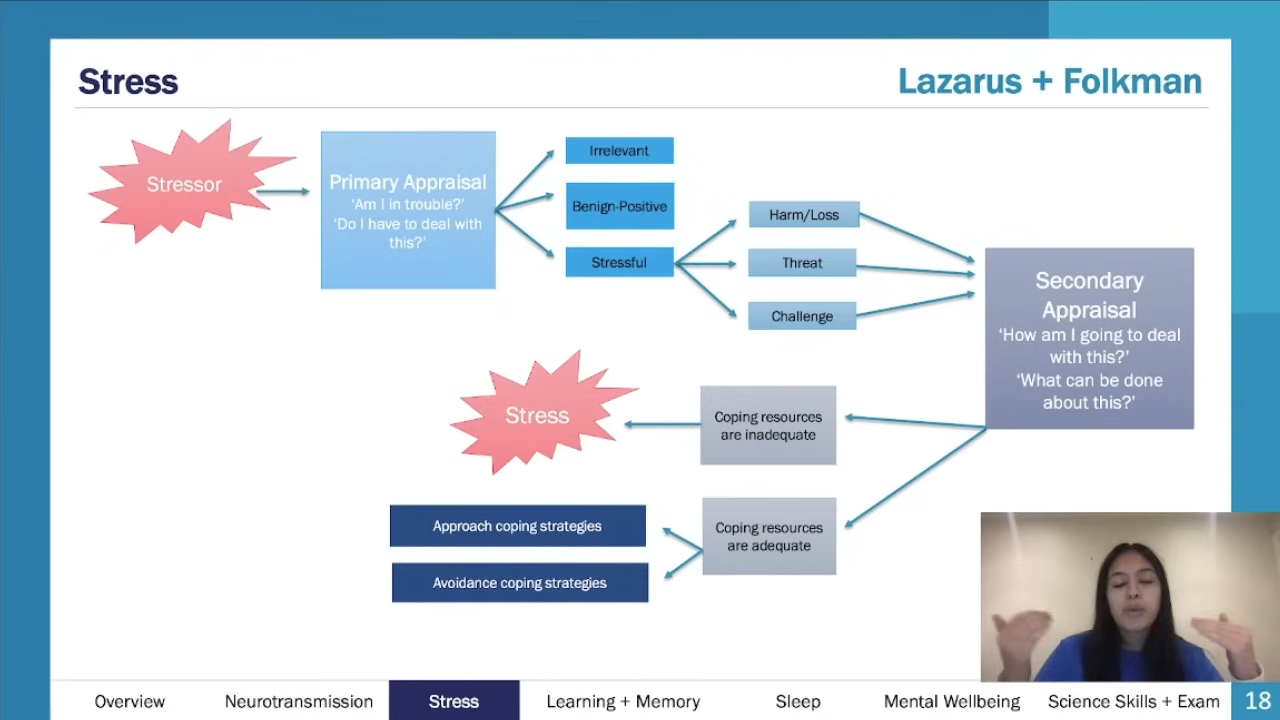 Stress
Lazarus + Folkman
Stressor
Primary Appraisal
‘Am I in trouble?’
‘Do I have to deal with
this?’
Irrelevant
Benign-Positive
Stressful
Harm/Loss
Threat
Challenge
Secondary
Appraisal
‘How am I going to deal
with this?’
‘What can be done
about this?’
Stress
Coping resources
are inadequate
Coping resources
are adequate
Approach coping strategies
Avoidance coping strategies
Overview
Neurotransmission
Stress
Learning + Memory
Sleep
Mental Wellbeing
Science Skills + Exam
18